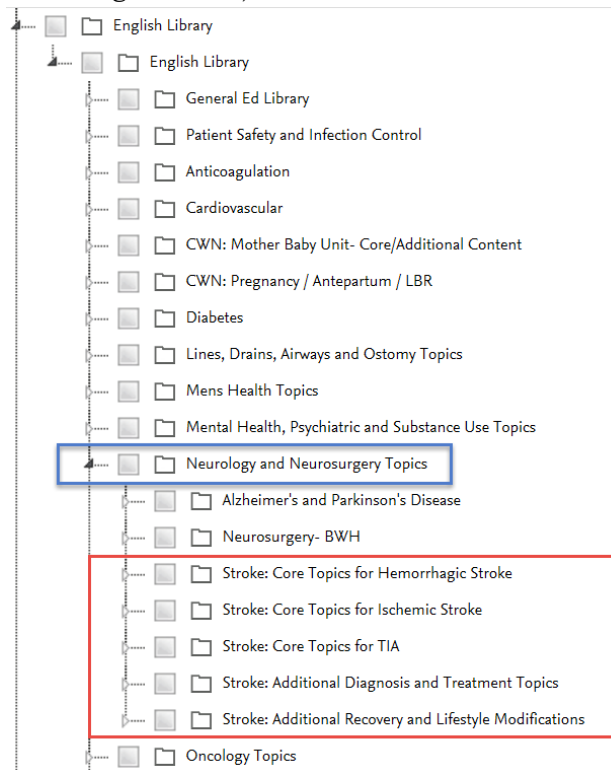 English Library
English Library
General Ed Library
Patient Safety and Infection Control
Anticoagulation
Cardiovascular
CWN: Mother Baby Unit- Core/Additional Content
CWN: Pregnancy / Antepartum / LBR
Diabetes
Lines, Drains, Airways and Ostomy Topics
Mens Health Topics
Mental Health, Psychiatric and Substance Use Topics
Neurology and Neurosurgery Topics
Alzheimer's and Parkinson's Disease
Neurosurgery- BWH
Stroke: Core Topics for Hemorrhagic Stroke
Stroke: Core Topics for Ischemic Stroke
Stroke: Core Topics for TIA
Stroke: Additional Diagnosis and Treatment Topics
Stroke: Additional Recovery and Lifestyle Modifications
Oncology Topics